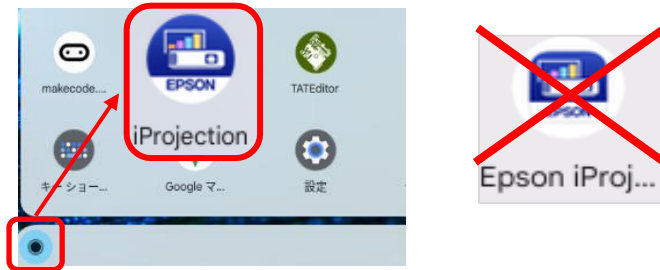 EPSON
makecode....
TATEditor
iProjection
キー ショー...
Google マ...
設定
EPSON
Epson iProj...